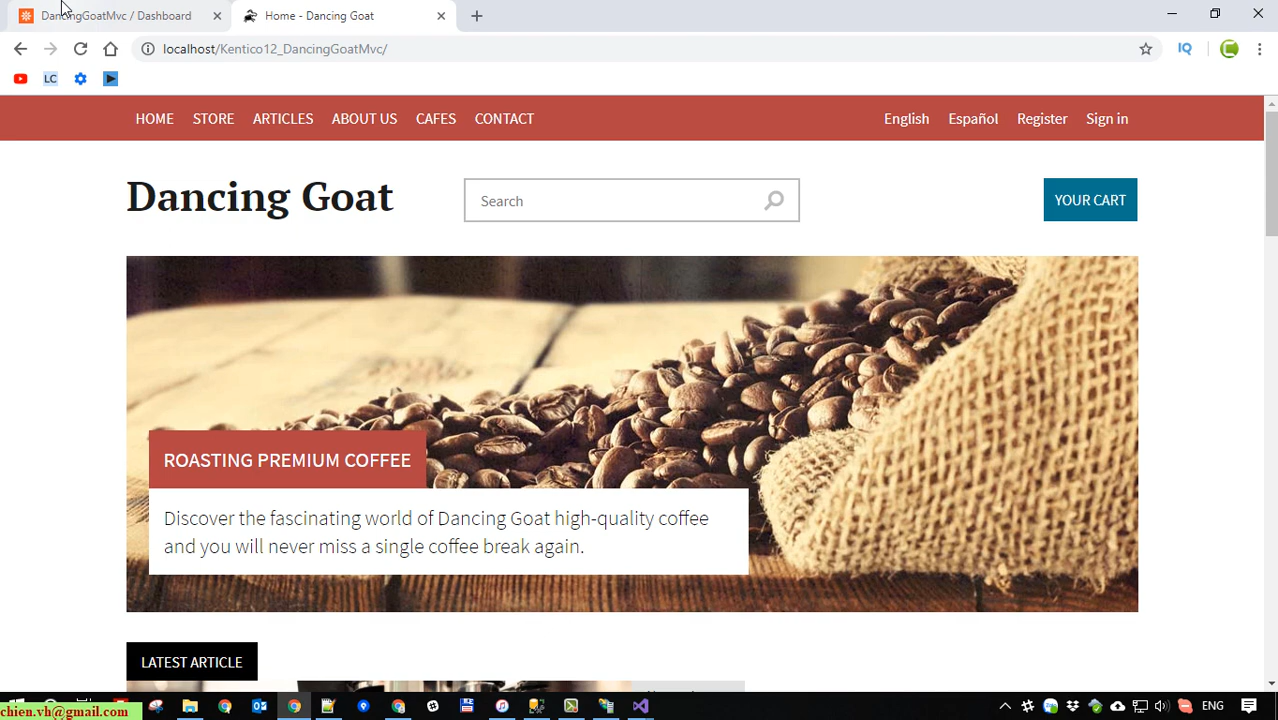 DancingGoatMvc / Dashboard
Home - Dancing Goat
localhost/Kentico12_DancingGoatMvc/
IQ
LC
HOME STORE ARTICLES ABOUT US CAFES CONTACT English Español Register Sign in
Dancing Goat
Search
YOUR CART
ROASTING PREMIUM COFFEE
Discover the fascinating world of Dancing Goat high-quality coffee
and you will never miss a single coffee break again.
LATEST ARTICLE
chien.vh@gmail.com
ENG